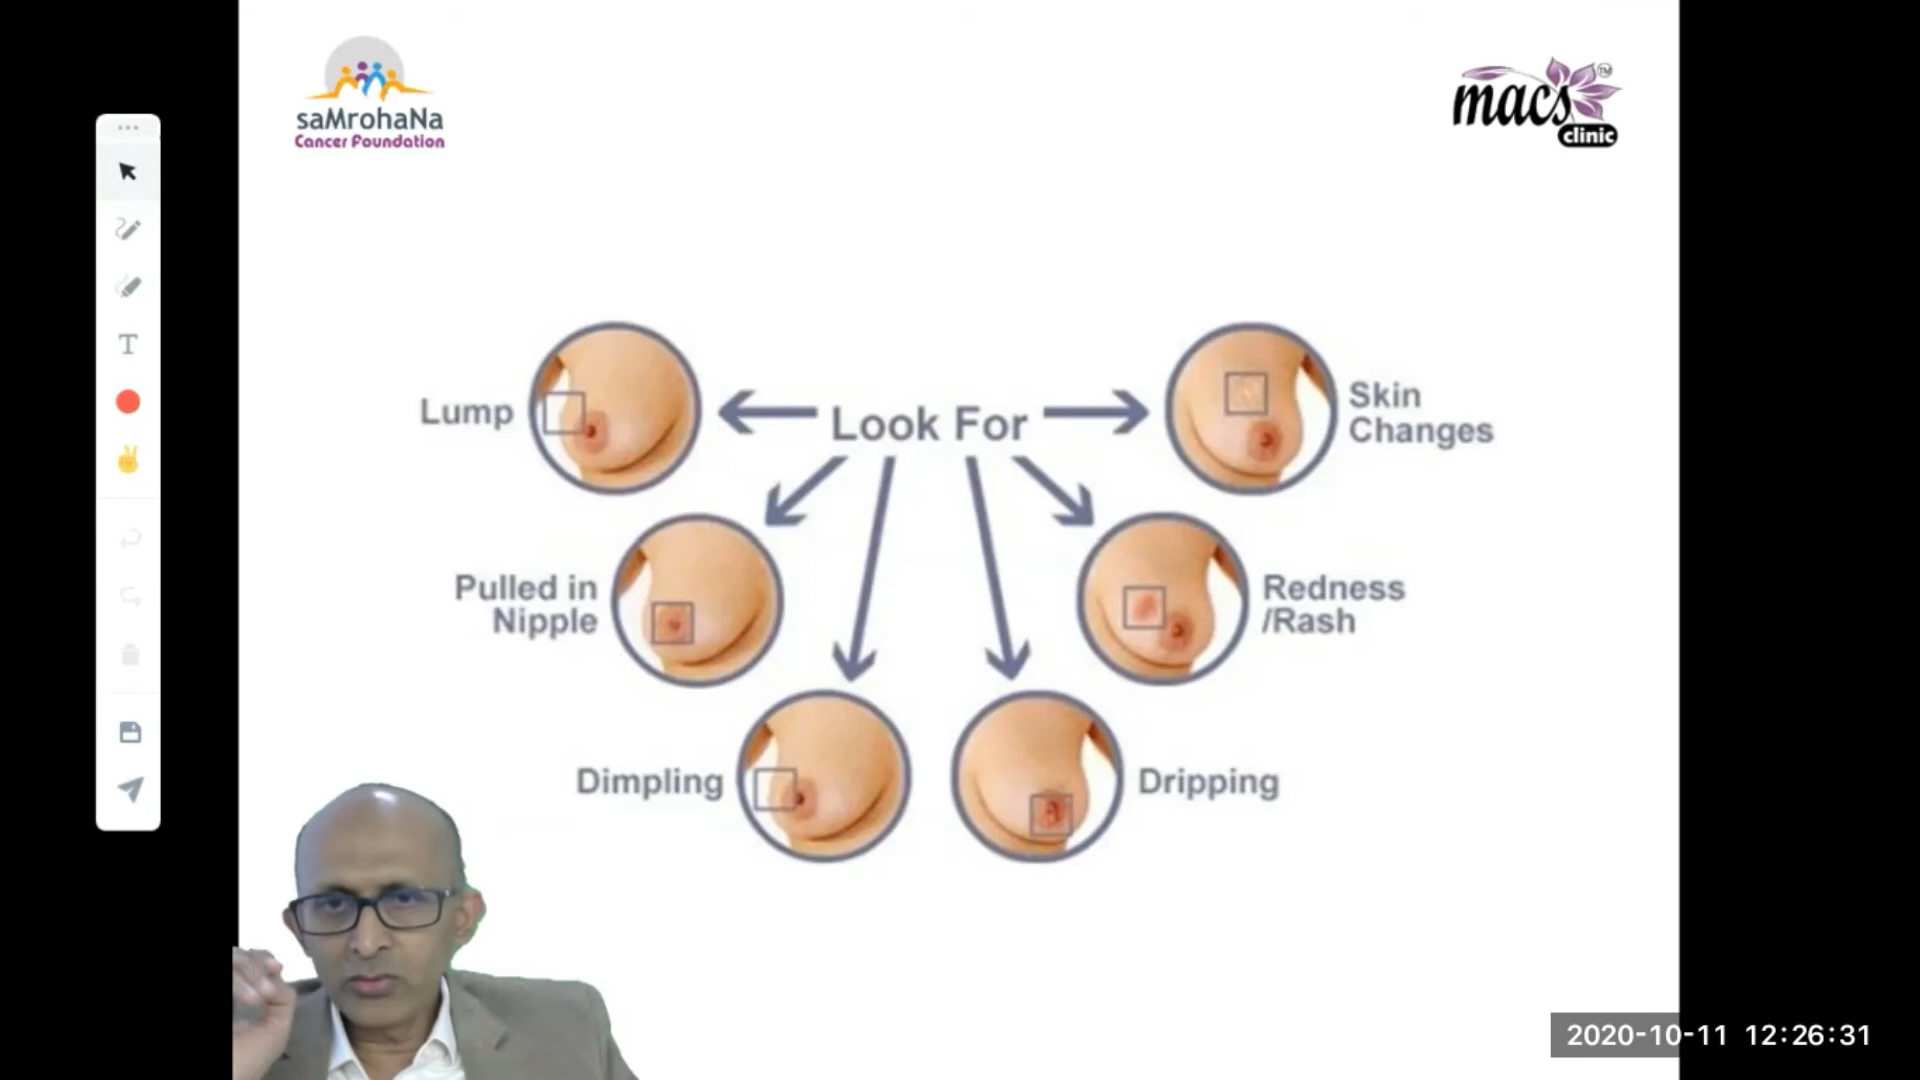 saMrohaNa
Cancer Foundation
macs TM
clinic
T
Look For
Lump
Skin
Changes
Pulled in
Nipple
Redness
/Rash
Dimpling
Dripping
2020-10-11 12:26:31